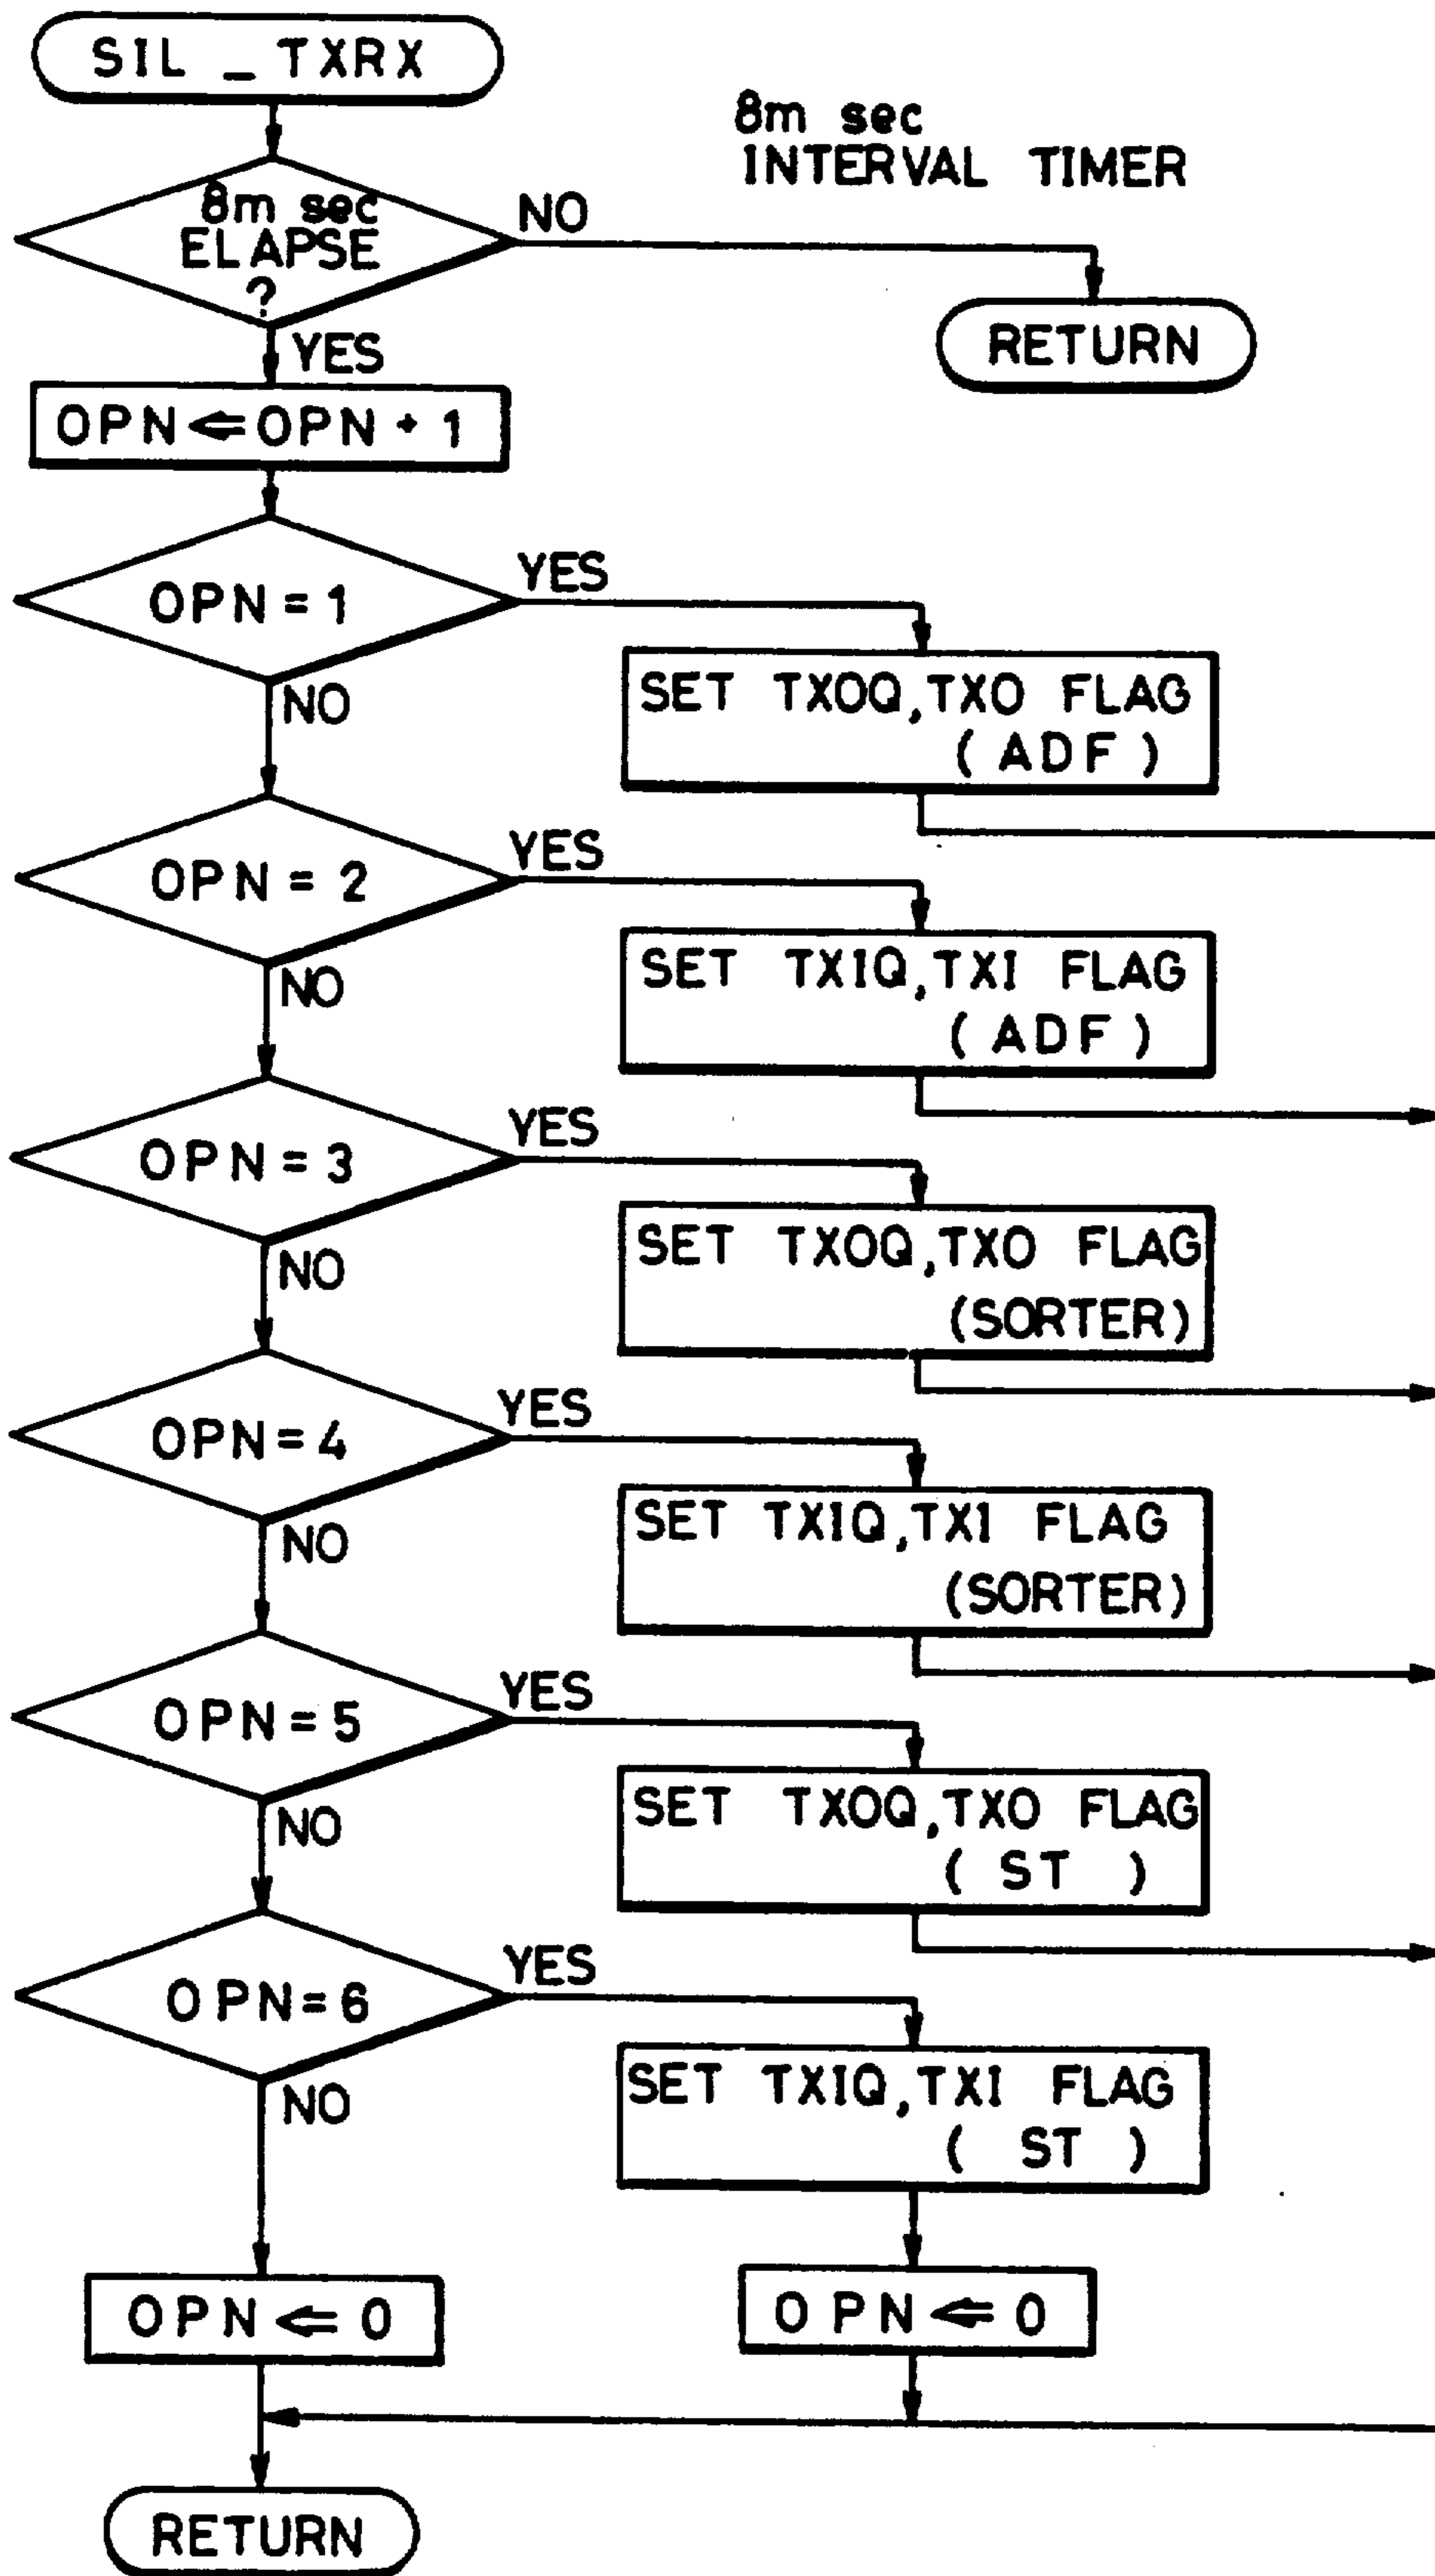 SIL _ TXRX
8m sec
INTERVAL TIMER
8m sec
ELAPSE
?
NO
RETURN
YES
OPN ⇐ OPN + 1
OPN = 1
YES
SET TXOQ,TXO FLAG
( ADF )
NO
OPN = 2
YES
SET TXIQ,TXI FLAG
( ADF )
NO
OPN = 3
YES
SET TXOQ,TXO FLAG
(SORTER)
NO
OPN = 4
YES
SET TXIQ,TXI FLAG
(SORTER)
NO
OPN = 5
YES
SET TXOQ,TXO FLAG
( ST )
NO
OPN = 6
YES
SET TXIQ,TXI FLAG
( ST )
NO
OPN ⇐ 0
OPN ⇐ 0
RETURN